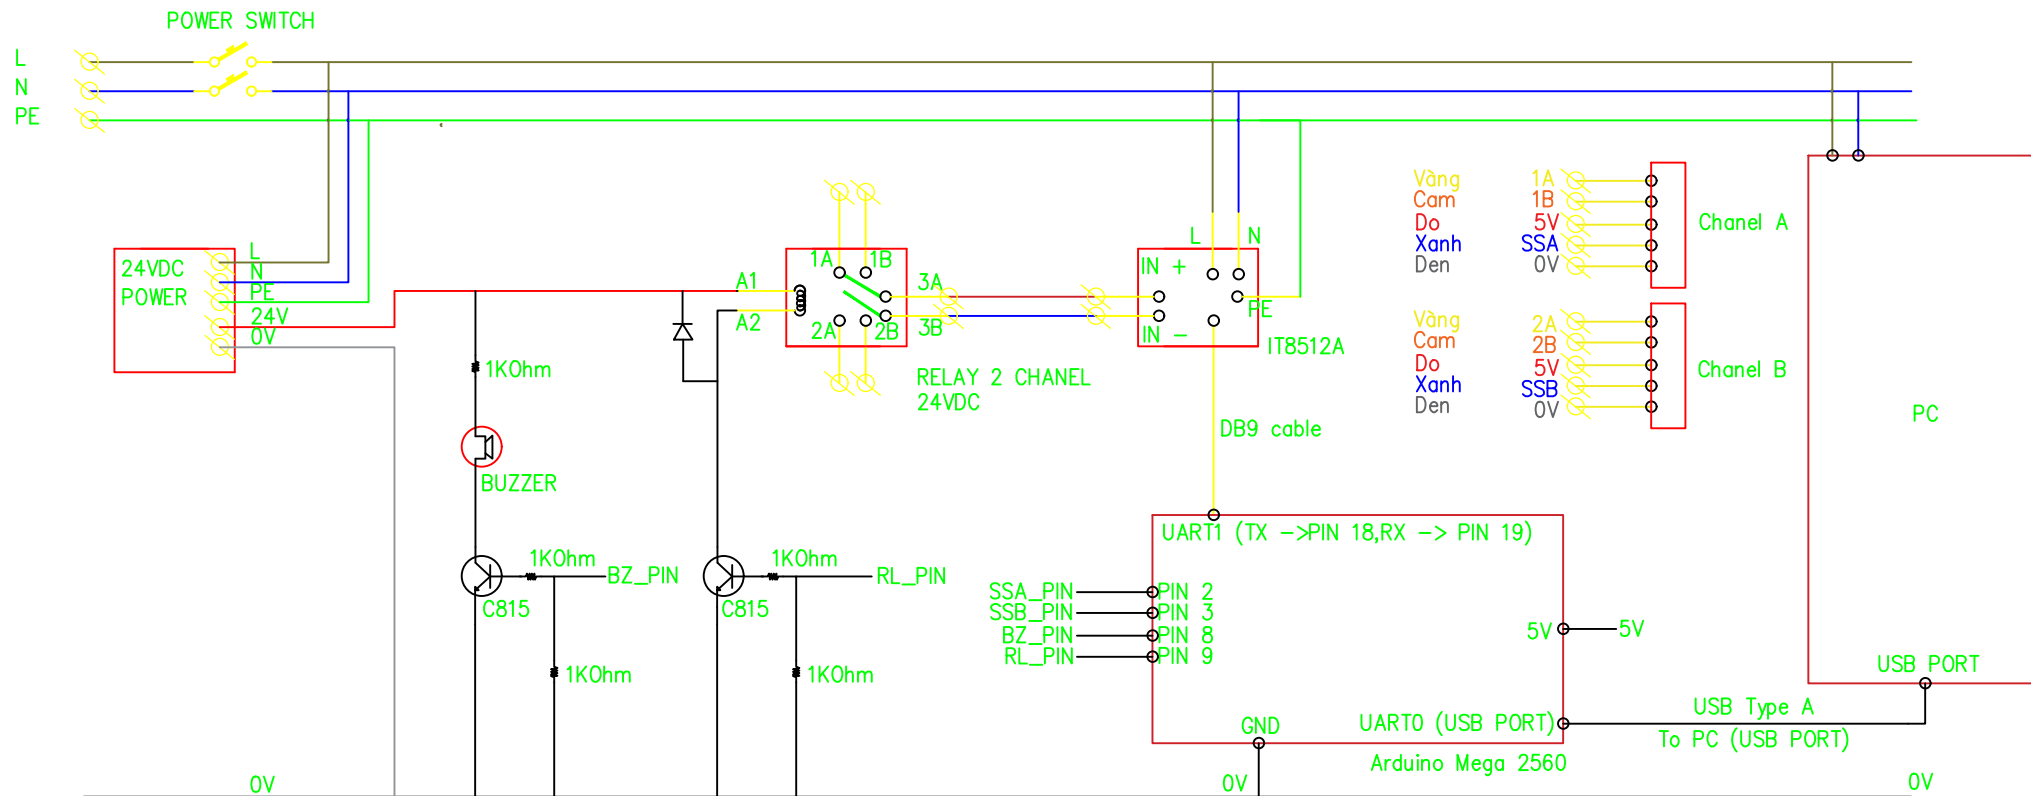 POWER SWITCH
L
N
PE
24VDC
POWER
L
N
PE
24V
0V
1KOhm
BUZZER
1KOhm
BZ_PIN
C815
1KOhm
0V
A1
A2
1A
1B
2A
2B
3A
3B
RELAY 2 CHANEL
24VDC
1KOhm
RL_PIN
C815
1KOhm
L
N
IN +
PE
IN -
IT8512A
DB9 cable
UART1 (TX ->PIN 18,RX -> PIN 19)
SSA_PIN PIN 2
SSB_PIN PIN 3
BZ_PIN PIN 8
RL_PIN PIN 9
5V 5V
GND
UART0 (USB PORT)
Arduino Mega 2560
0V
Vàng 1A
Cam 1B
Do 5V
Xanh SSA
Den 0V
Chanel A
Vàng 2A
Cam 2B
Do 5V
Xanh SSB
Den 0V
Chanel B
PC
USB PORT
USB Type A
To PC (USB PORT)
0V